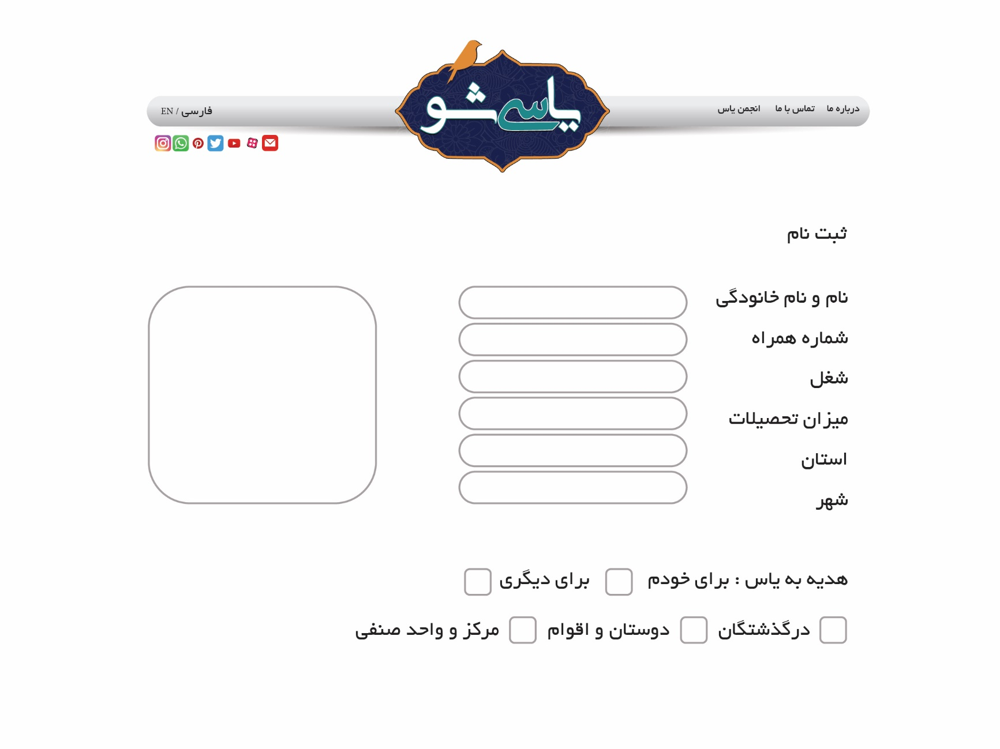 یاسی شو
درباره ما تماس با ما انجمن یاس
فارسی / EN
ثبت نام
نام و نام خانودگی
شماره همراه
شغل
میزان تحصیلات
استان
شهر
هدیه به یاس : برای خودم برای دیگری
درگذشتگان دوستان و اقوام مرکز و واحد صنفی